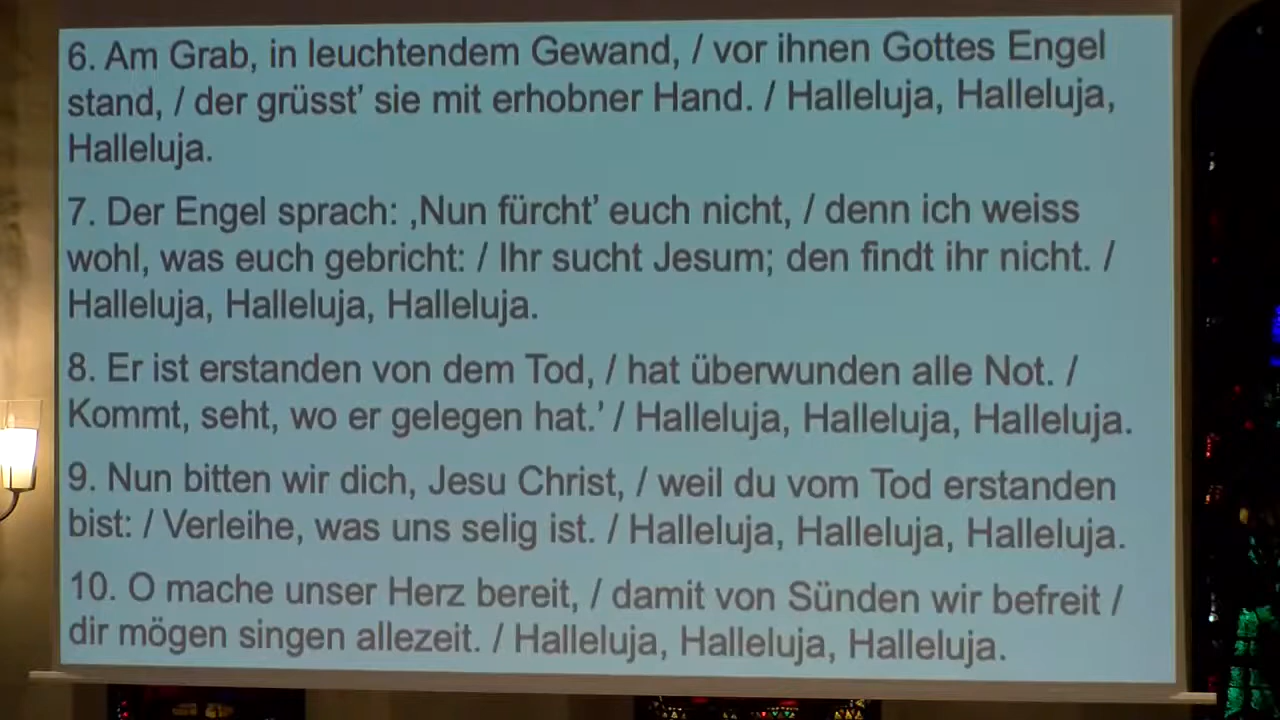 6. Am Grab, in leuchtendem Gewand, / vor ihnen Gottes Engel
stand, / der grüsst’ sie mit erhobner Hand. / Halleluja, Halleluja,
Halleluja.
7. Der Engel sprach: ‚Nun fürcht’ euch nicht, / denn ich weiss
wohl, was euch gebricht: / Ihr sucht Jesum; den findt ihr nicht. /
Halleluja, Halleluja, Halleluja.
8. Er ist erstanden von dem Tod, / hat überwunden alle Not. /
Kommt, seht, wo er gelegen hat.’ / Halleluja, Halleluja, Halleluja.
9. Nun bitten wir dich, Jesu Christ, / weil du vom Tod erstanden
bist: / Verleihe, was uns selig ist. / Halleluja, Halleluja, Halleluja.
10. O mache unser Herz bereit, / damit von Sünden wir befreit /
dir mögen singen allezeit. / Halleluja, Halleluja, Halleluja.